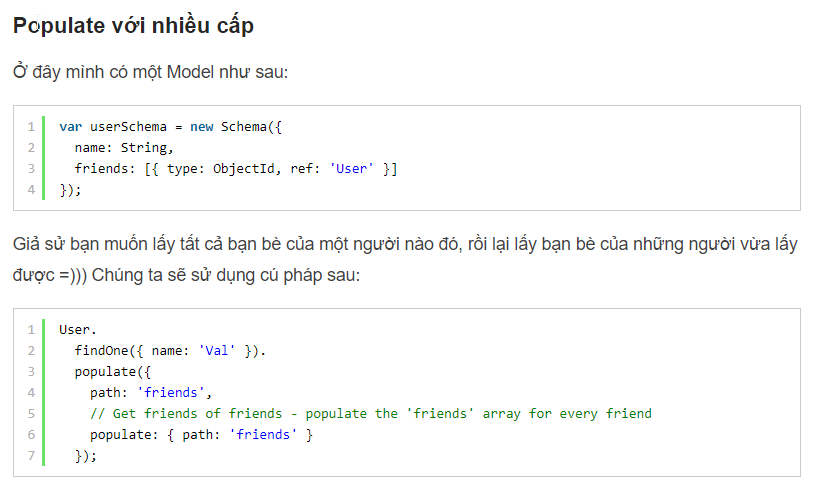 Populate với nhiều cấp
Ở đây mình có một Model như sau:
1 var userSchema = new Schema({
2   name: String,
3   friends: [{ type: ObjectId, ref: 'User' }]
4 });
Giả sử bạn muốn lấy tất cả bạn bè của một người nào đó, rồi lại lấy bạn bè của những người vừa lấy
được =))) Chúng ta sẽ sử dụng cú pháp sau:
1 User.
2   findOne({ name: 'Val' }).
3   populate({
4     path: 'friends',
5     // Get friends of friends - populate the 'friends' array for every friend
6     populate: { path: 'friends' }
7   });